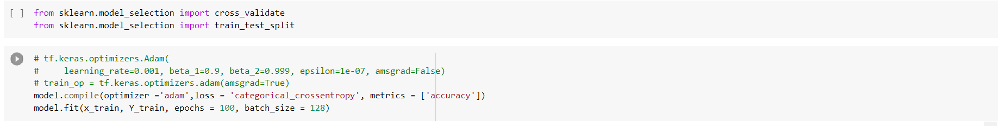 [ ] from sklearn.model_selection import cross_validate
from sklearn.model_selection import train_test_split
# tf.keras.optimizers.Adam(
#     learning_rate=0.001, beta_1=0.9, beta_2=0.999, epsilon=1e-07, amsgrad=False)
# train_op = tf.keras.optimizers.adam(amsgrad=True)
model.compile(optimizer ='adam',loss = 'categorical_crossentropy', metrics = ['accuracy'])
model.fit(x_train, Y_train, epochs = 100, batch_size = 128)